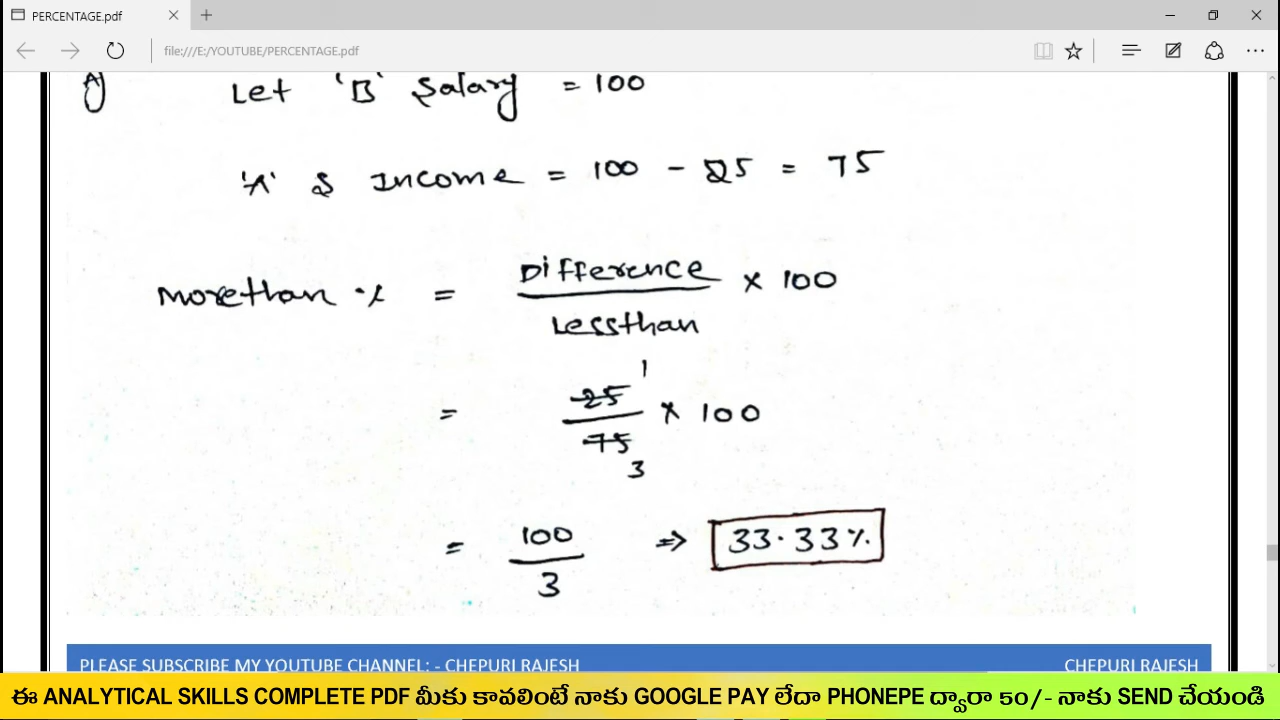 PERCENTAGE.pdf
file:///E:/YOUTUBE/PERCENTAGE.pdf
A) Let 'B' Salary = 100
'A' s Income = 100 - 25 = 75
morethan % = Difference / Lessthan × 100
= 25 1 / 75 3 × 100
= 100 / 3 ⇒ 33.33%
PLEASE SUBSCRIBE MY YOUTUBE CHANNEL: - CHEPURI RAJESH CHEPURI RAJESH
ఈ ANALYTICAL SKILLS COMPLETE PDF మీకు కావలింటే నాకు GOOGLE PAY లేదా PHONEPE ద్వారా 50/- నాకు SEND చేయండి